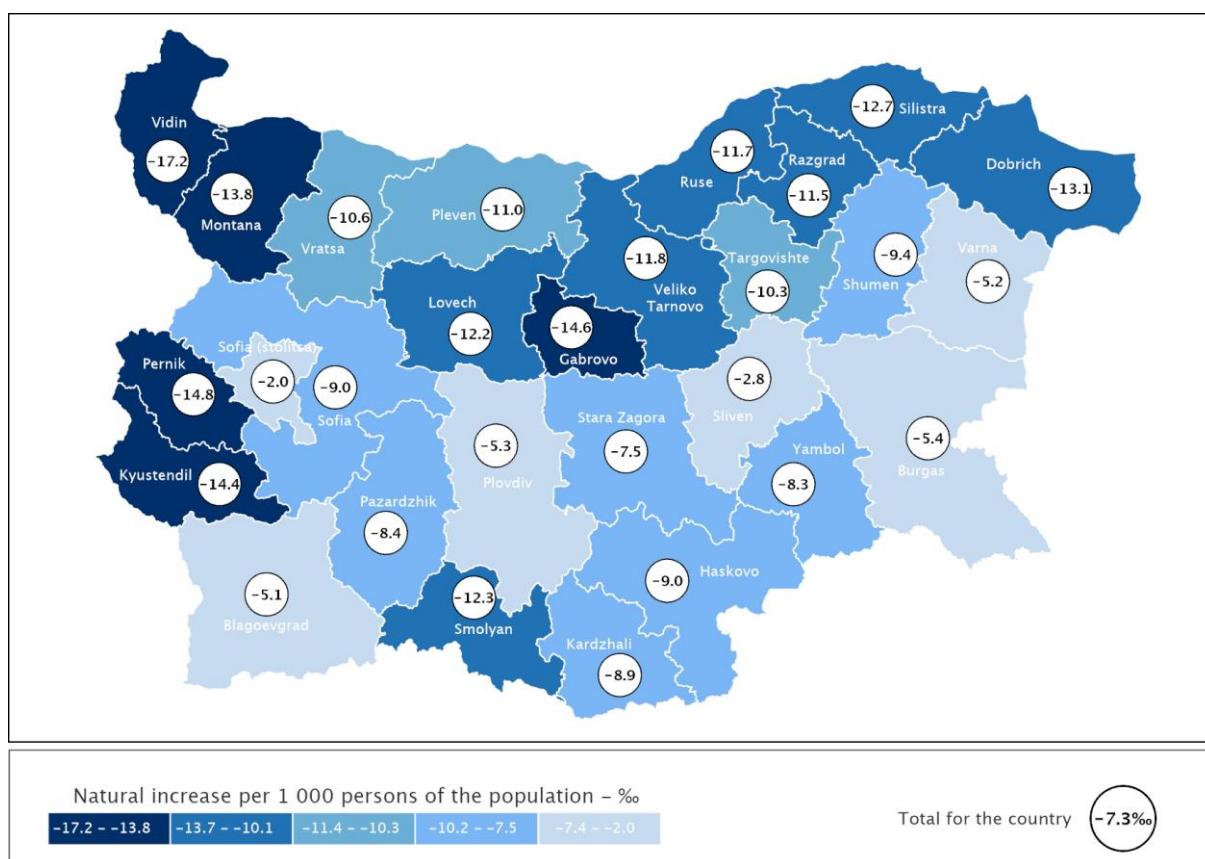 -12.7
Silistra
Vidin
-17.2
-11.7
Razgrad
Dobrich
-13.1
Ruse
-11.5
-13.8
Montana
-10.6
Vratsa
Pleven
-11.0
Targovishte
-10.3
-9.4
Shumen
Varna
-5.2
-11.8
Veliko
Tarnovo
Lovech
-12.2
-14.6
Gabrovo
Sofia (stolitsa)
-2.0
-9.0
Sofia
Pernik
-14.8
-2.8
Sliven
-5.3
Plovdiv
Stara Zagora
-7.5
Yambol
-8.3
-5.4
Burgas
Kyustendil
-14.4
Pazardzhik
-8.4
-9.0
Haskovo
-5.1
Blagoevgrad
-12.3
Smolyan
Kardzhali
-8.9
Natural increase per 1 000 persons of the population - ‰
-17.2 - -13.8
-13.7 - -10.1
-11.4 - -10.3
-10.2 - -7.5
-7.4 - -2.0
Total for the country
-7.3‰